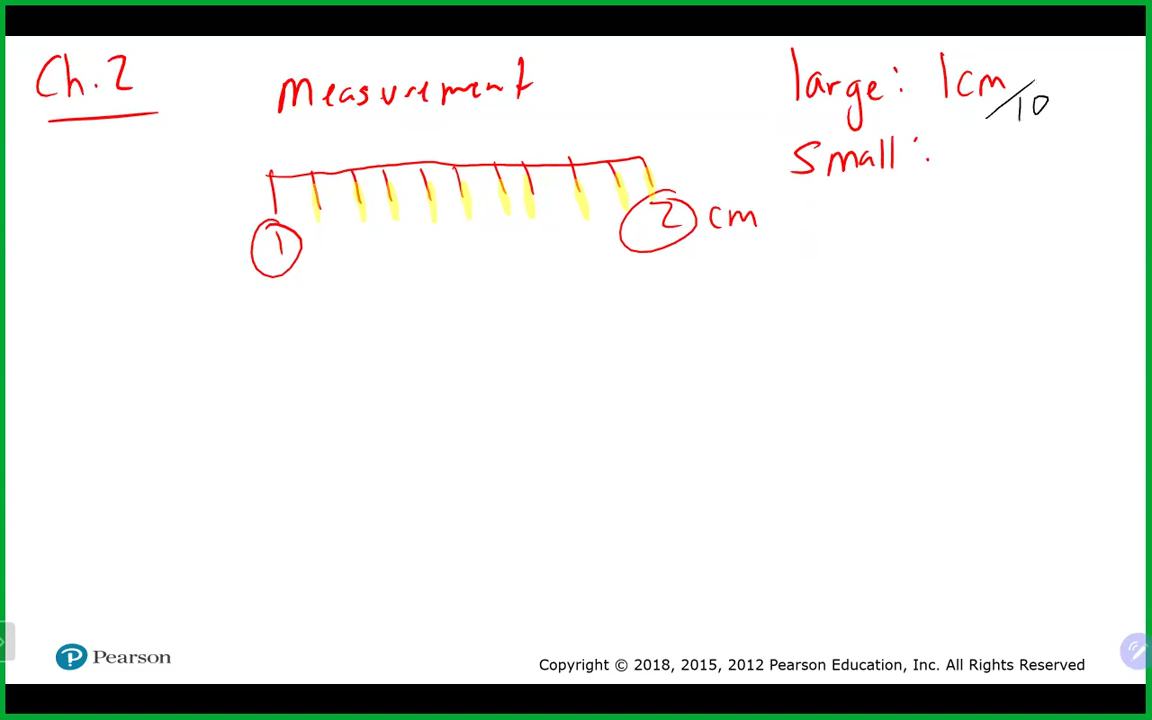 Ch. 2
Measurement
large: 1cm/10
small:
1
2 cm
Pearson
Copyright © 2018, 2015, 2012 Pearson Education, Inc. All Rights Reserved